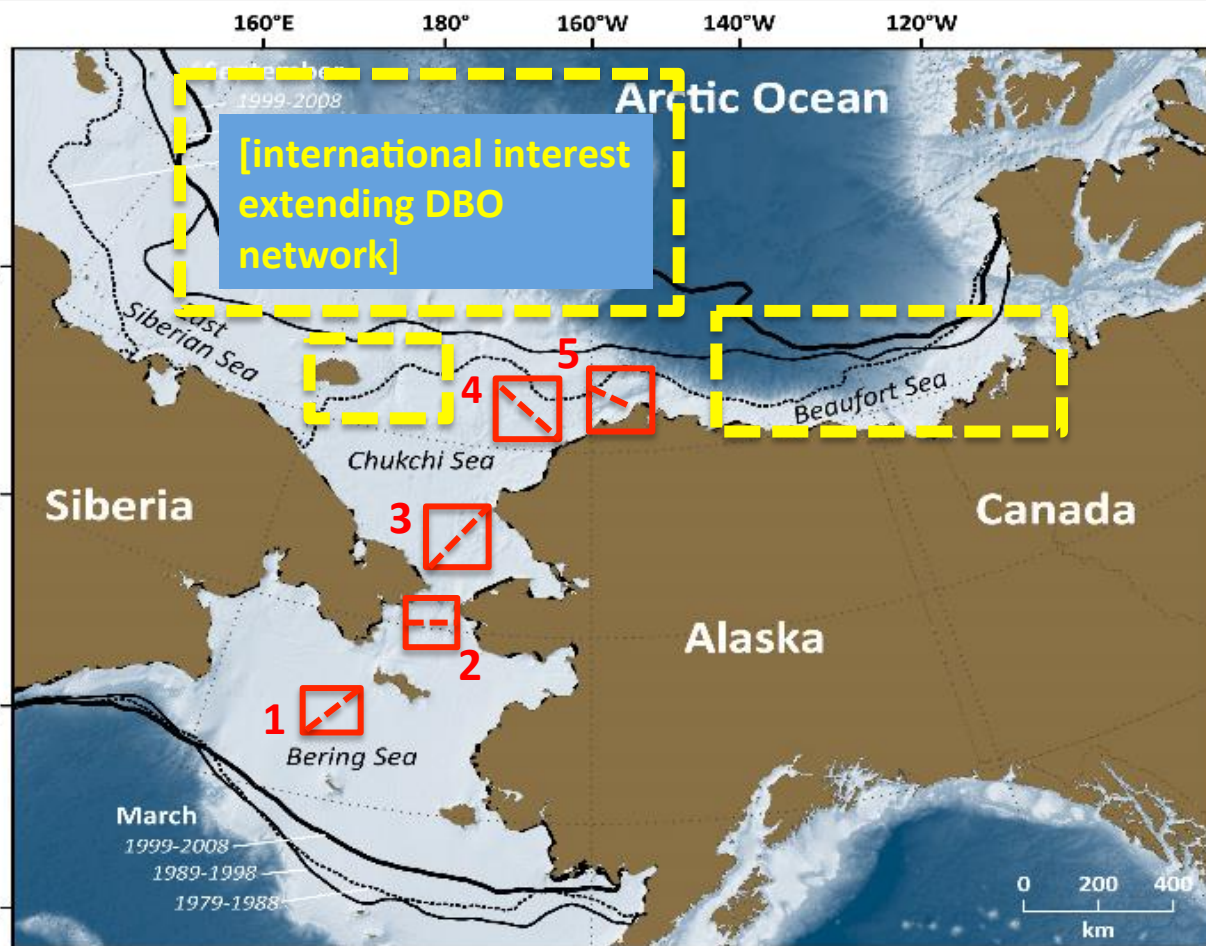 160°E 180° 160°W 140°W 120°W
September
1999-2008
Arctic Ocean
[international interest
extending DBO
network]
East
Siberian Sea
5
4
Beaufort Sea
Chukchi Sea
Siberia
3
Canada
Alaska
2
1
Bering Sea
March
1999-2008
1989-1998
1979-1988
0 200 400
km